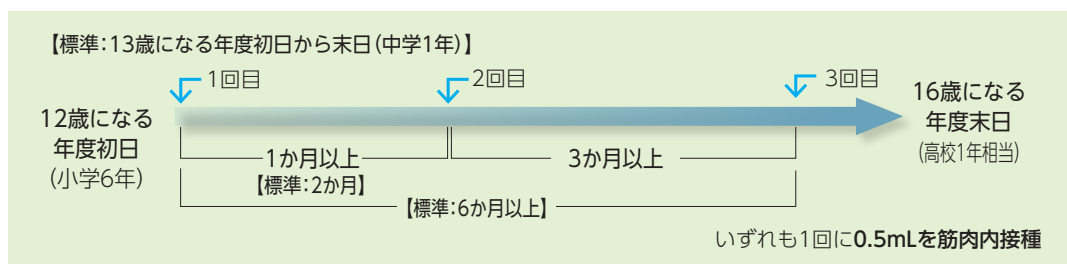 【標準：13歳になる年度初日から末日（中学1年）】
1回目
2回目
3回目
12歳になる
年度初日
（小学6年）
16歳になる
年度末日
（高校1年相当）
1か月以上
【標準：2か月】
3か月以上
【標準：6か月以上】
いずれも1回に0.5mLを筋肉内接種